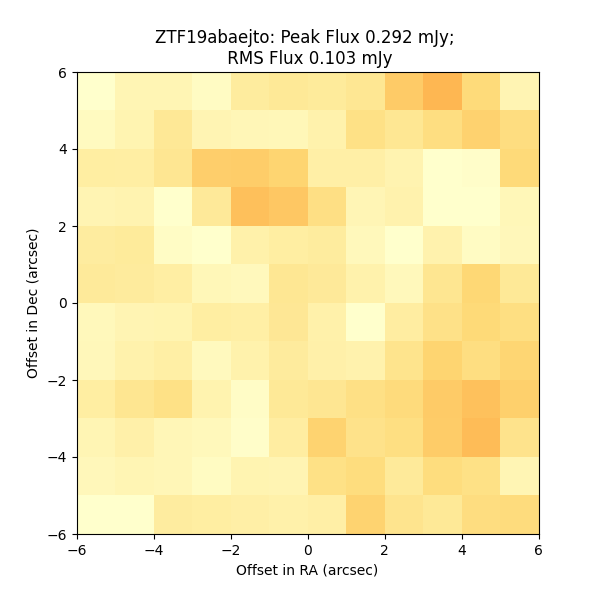 ZTF19abaejto: Peak Flux 0.292 mJy;
RMS Flux 0.103 mJy
6
4
2
0
−2
−4
−6
Offset in Dec (arcsec)
−6 −4 −2 0 2 4 6
Offset in RA (arcsec)